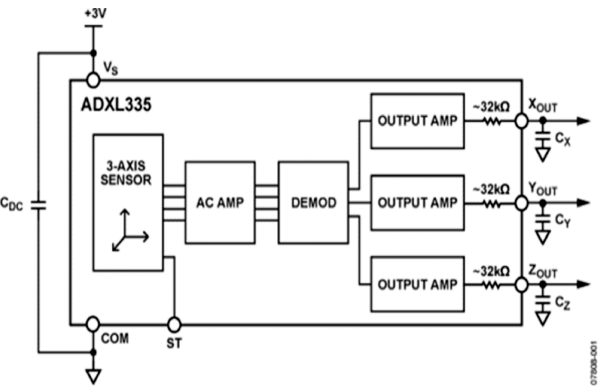 +3V
VS
ADXL335
3-AXIS
SENSOR
AC AMP
DEMOD
OUTPUT AMP
~32kΩ
XOUT
CX
OUTPUT AMP
~32kΩ
YOUT
CY
OUTPUT AMP
~32kΩ
ZOUT
CZ
CDC
COM
ST
07808-001